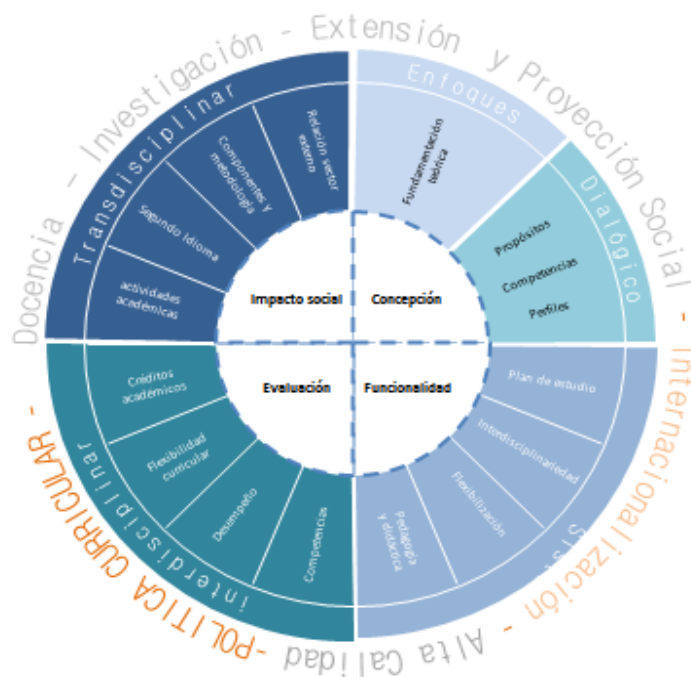 Docencia - Investigación - Extensión y Proyección Social - Internacionalización - Alta Calidad -POLITICA CURRICULAR-
Transdisciplinar
Enfoques
Dialógico
interdisciplinar
Relación sector
externo
Componentes Y
metodología
Segundo Idioma
actividades
académicas
Fundamentación
teórica
Propósitos
Competencias
Perfiles
Impacto social
Concepción
Evaluación
Funcionalidad
Plan de estudio
Interdisciplinariedad
Flexibilización
Pedagogía
Y didáctica
Créditos
académicos
Flexibilidad
curricular
Desempeño
Competencias